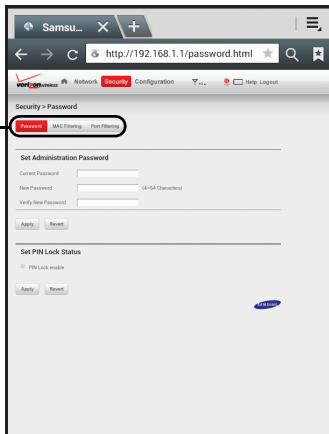 Samsu...
http://192.168.1.1/password.html
verizon wireless Network Security Configuration Help Logout
Security > Password
Password MAC Filtering Port Filtering
Set Administration Password
Current Password
New Password (4~64 Characters)
Verify New Password
Apply Revert
Set PIN Lock Status
PIN Lock enable
Apply Revert
SAMSUNG